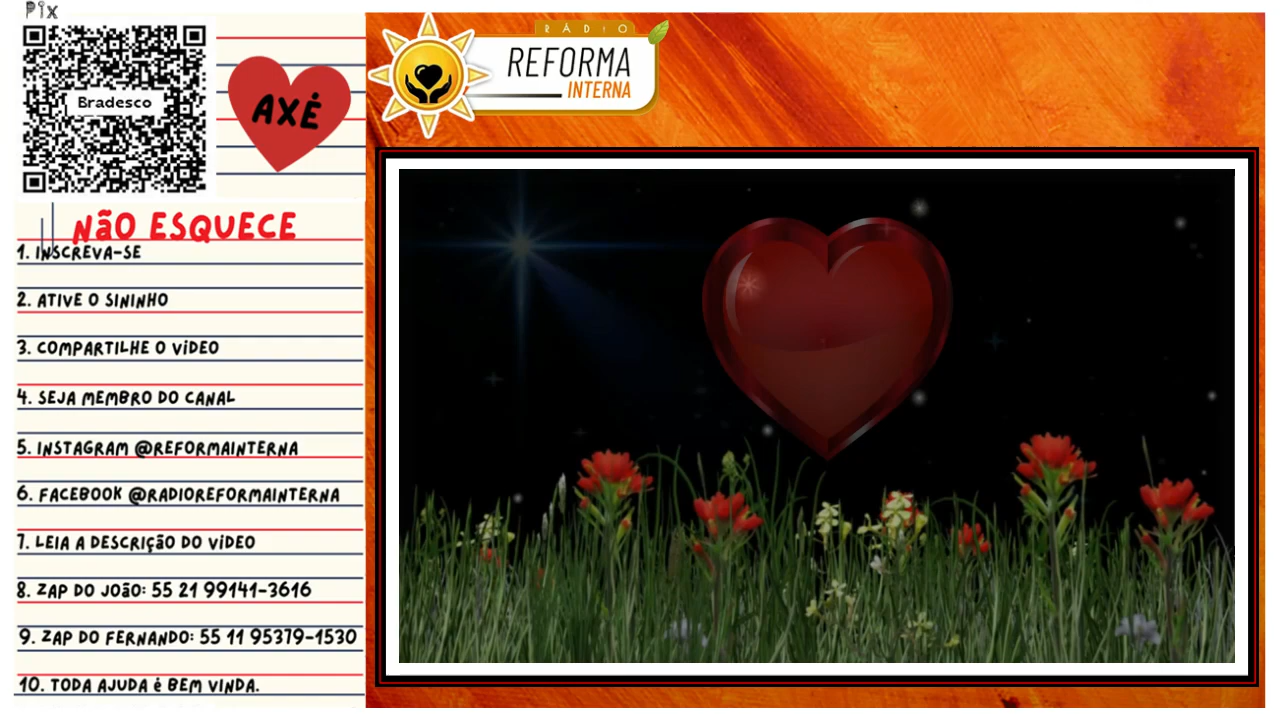 Pix
Bradesco
AXÉ
NÃO ESQUECE
1. INSCREVA-SE
2. ATIVE O SININHO
3. COMPARTILHE O VÍDEO
4. SEJA MEMBRO DO CANAL
5. INSTAGRAM @REFORMAINTERNA
6. FACEBOOK @RADIOREFORMAINTERNA
7. LEIA A DESCRIÇÃO DO VÍDEO
8. ZAP DO JOÃO: 55 21 99141-3616
9. ZAP DO FERNANDO: 55 11 95379-1530
10. TODA AJUDA É BEM VINDA.
RÁDIO
REFORMA
INTERNA